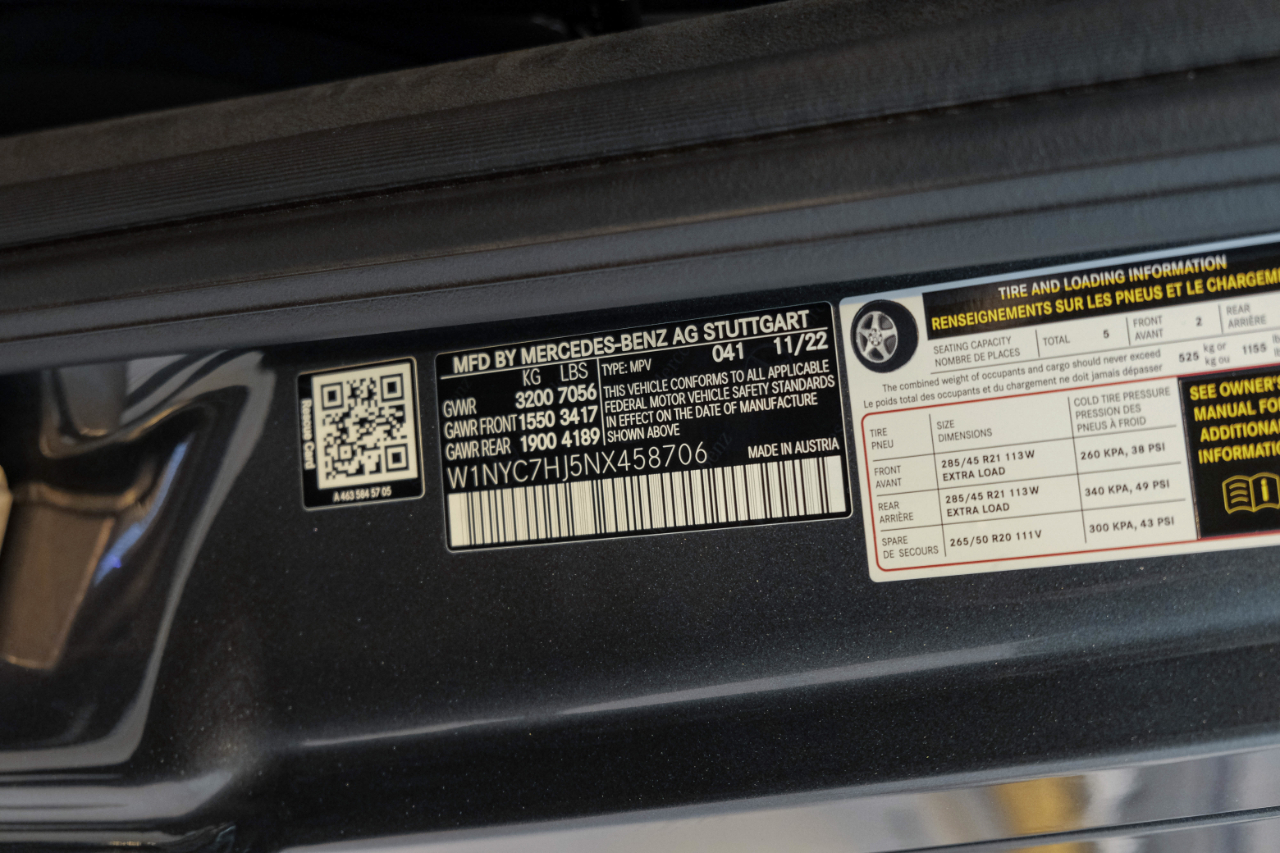 Rescue Card
A 463 584 57 05
MFD BY MERCEDES-BENZ AG STUTTGART
KG LBS
GVWR 3200 7056
GAWR FRONT 1550 3417
GAWR REAR 1900 4189
TYPE: MPV 041 11/22
THIS VEHICLE CONFORMS TO ALL APPLICABLE
FEDERAL MOTOR VEHICLE SAFETY STANDARDS
IN EFFECT ON THE DATE OF MANUFACTURE
SHOWN ABOVE
W1NYC7HJ5NX458706 MADE IN AUSTRIA
TIRE AND LOADING INFORMATION
RENSEIGNEMENTS SUR LES PNEUS ET LE CHARGEME
SEATING CAPACITY TOTAL 5 FRONT 2 REAR
NOMBRE DE PLACES AVANT ARRIÈRE
The combined weight of occupants and cargo should never exceed 525 kg or 1155
Le poids total des occupants et du chargement ne doit jamais dépasser kg ou
TIRE SIZE COLD TIRE PRESSURE
PNEU DIMENSIONS PRESSION DES
PNEUS À FROID
FRONT 285/45 R21 113W 260 KPA, 38 PSI
AVANT EXTRA LOAD
REAR 285/45 R21 113W 340 KPA, 49 PSI
ARRIÈRE EXTRA LOAD
SPARE 265/50 R20 111V 300 KPA, 43 PSI
DE SECOURS
SEE OWNER'S
MANUAL FO
ADDITIONA
INFORMATI